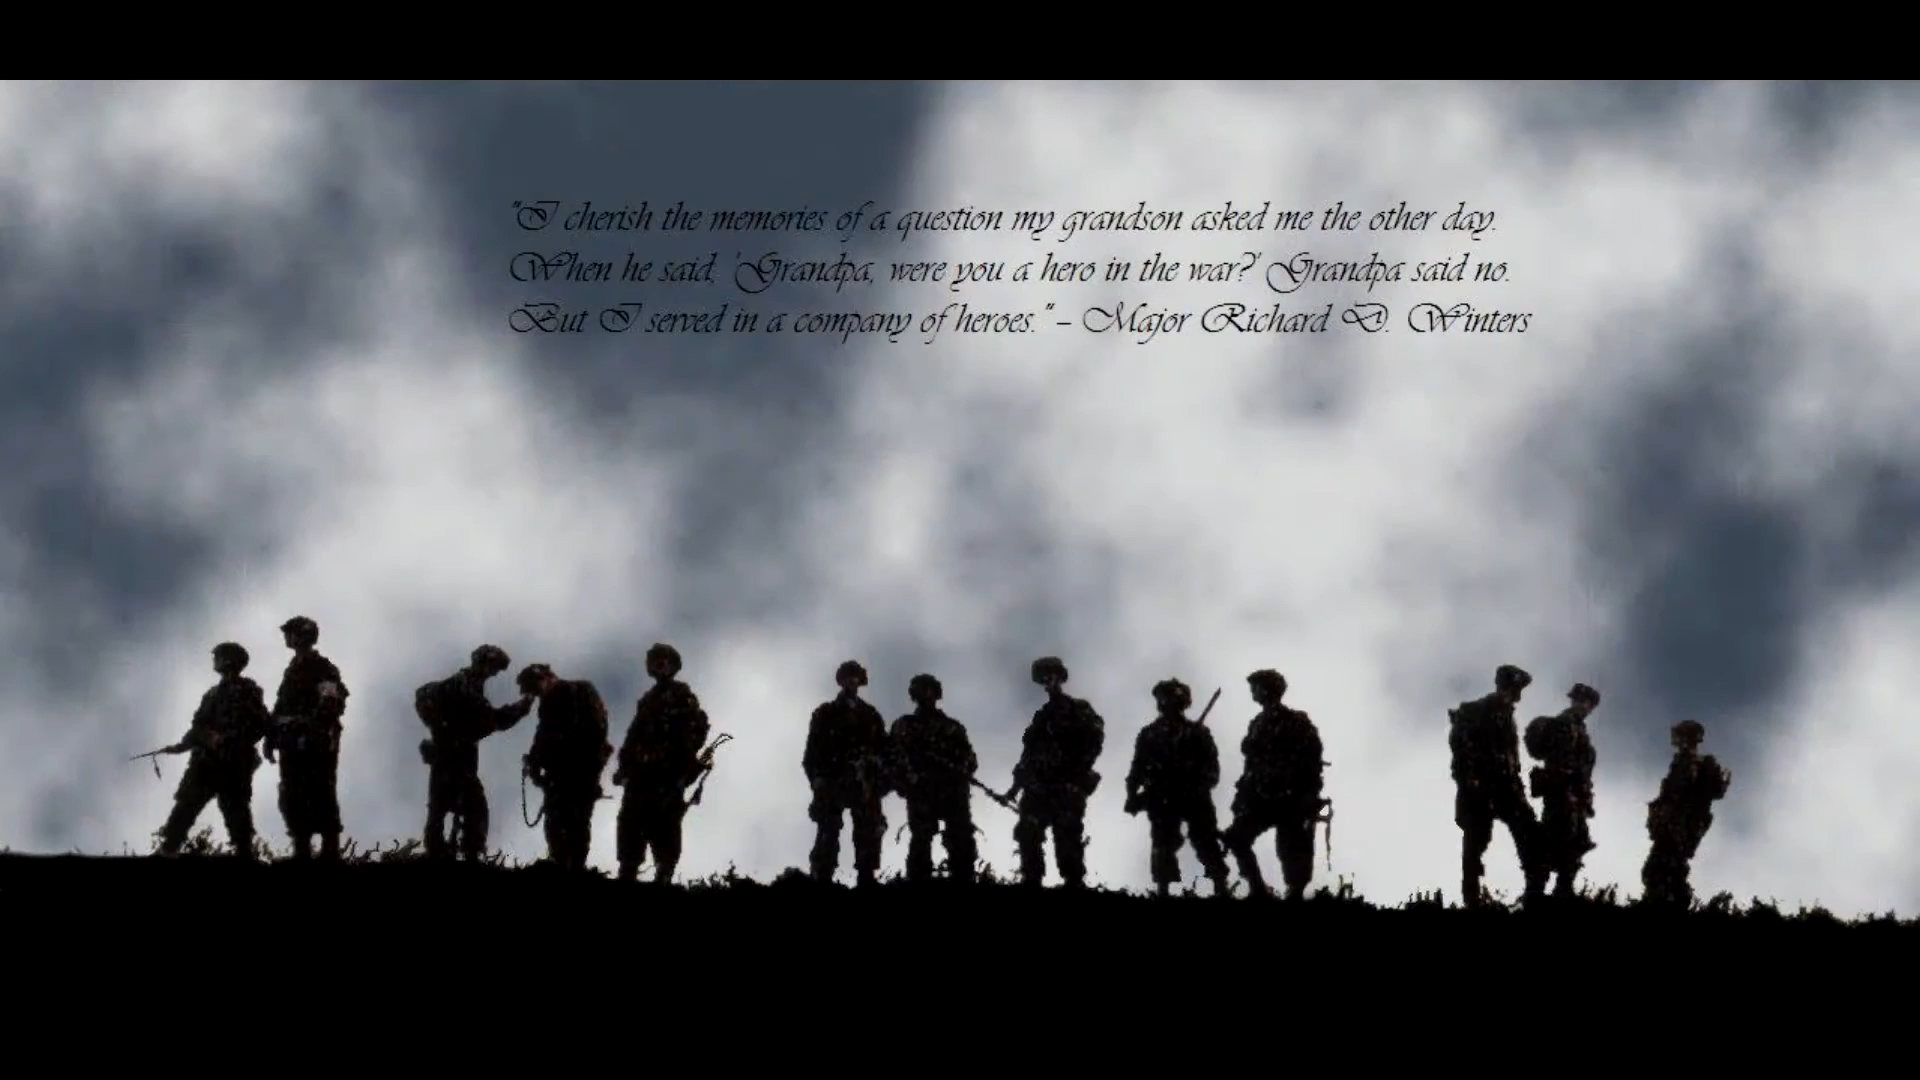 "I cherish the memories of a question my grandson asked me the other day.
When he said, 'Grandpa, were you a hero in the war?' Grandpa said no.
But I served in a company of heroes." – Major Richard D. Winters